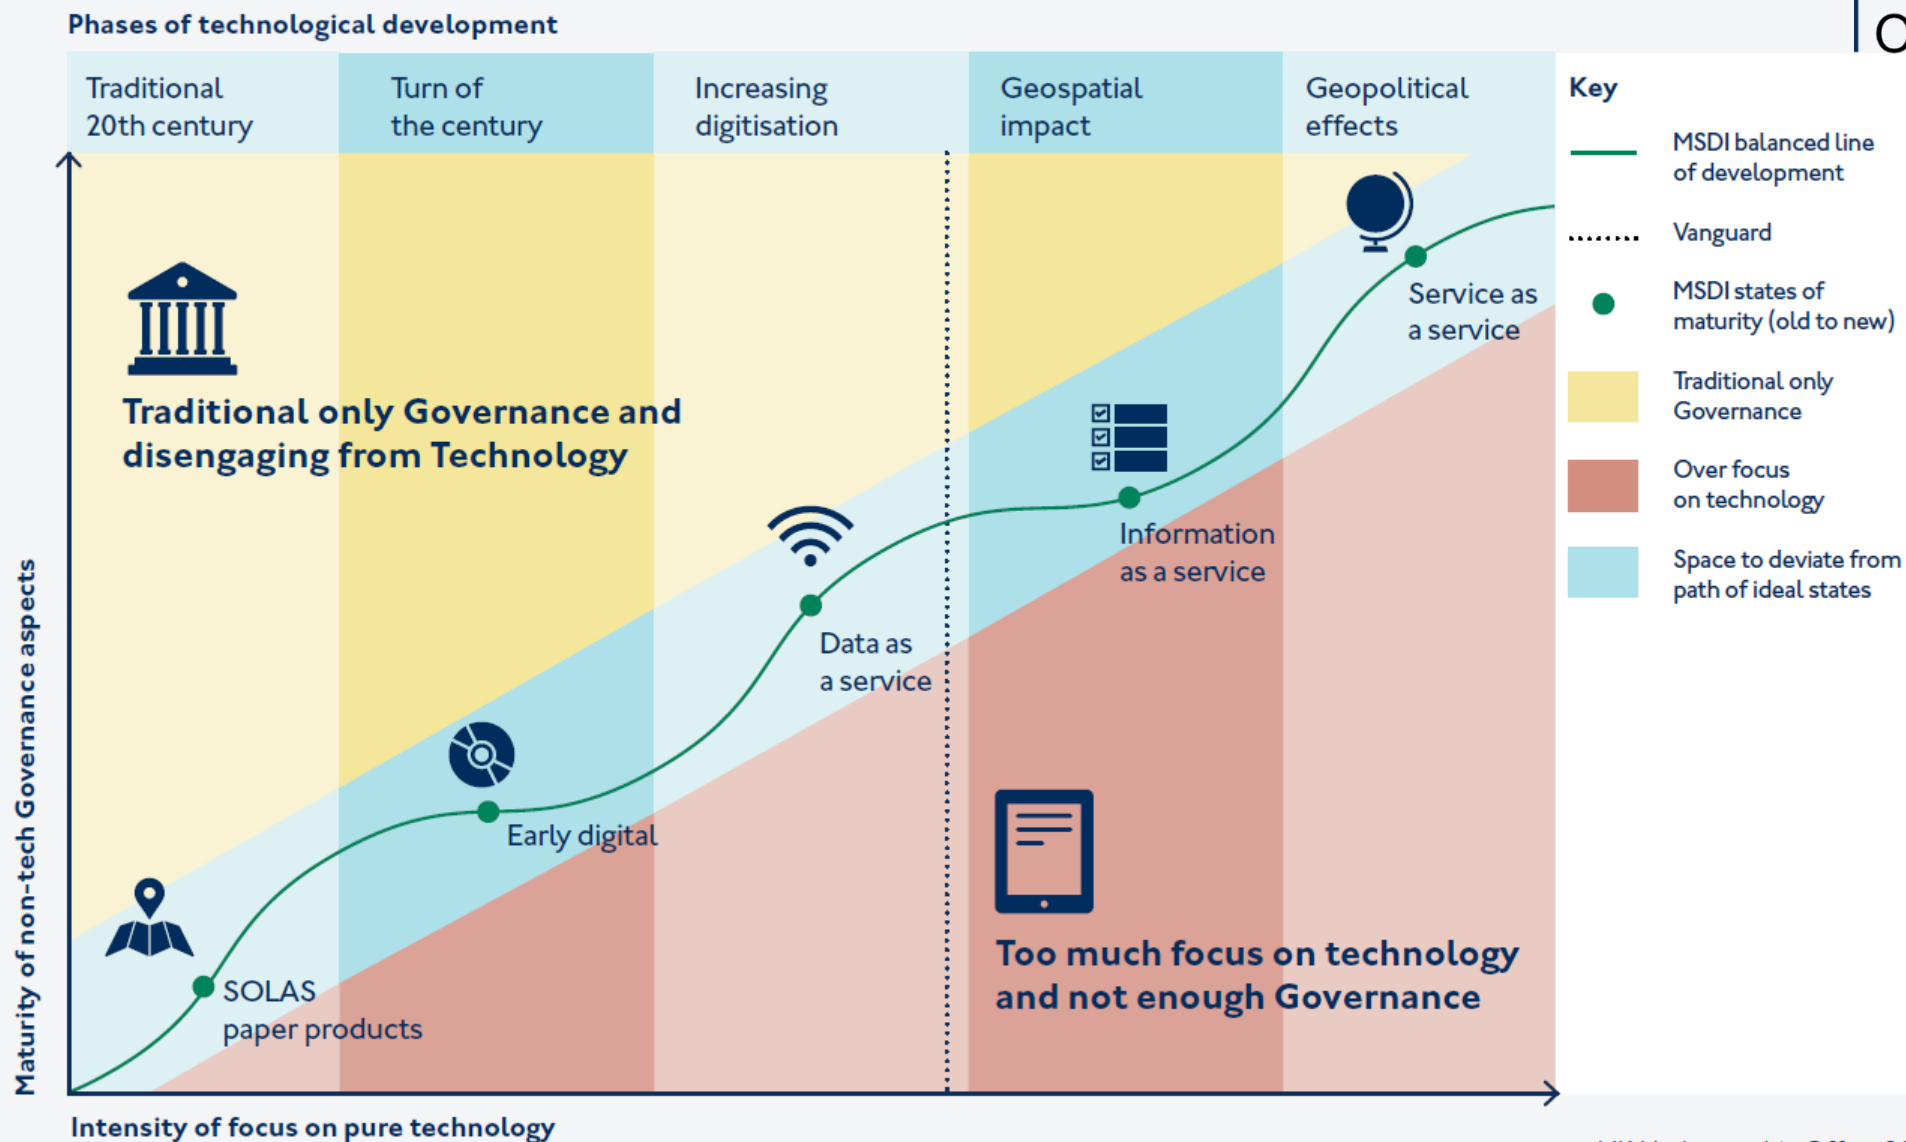 Phases of technological development
Traditional
20th century
Turn of
the century
Increasing
digitisation
Geospatial
impact
Geopolitical
effects
Key
MSDI balanced line
of development
Vanguard
MSDI states of
maturity (old to new)
Traditional only
Governance
Over focus
on technology
Space to deviate from
path of ideal states
Traditional only Governance and
disengaging from Technology
Service as
a service
Information
as a service
Data as
a service
Early digital
SOLAS
paper products
Too much focus on technology
and not enough Governance
Maturity of non-tech Governance aspects
Intensity of focus on pure technology